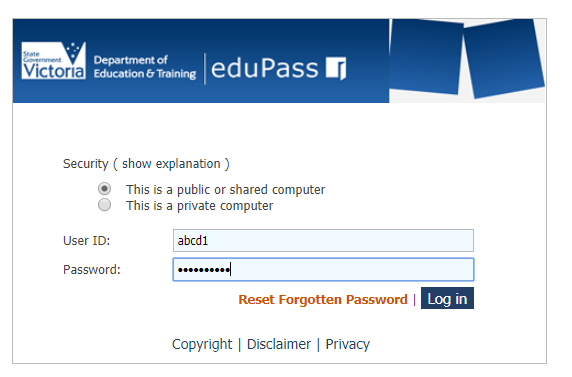 State
Government
Victoria
Department of
Education & Training
eduPass
Security ( show explanation )
This is a public or shared computer
This is a private computer
User ID: abcd1
Password: ••••••••••
Reset Forgotten Password | Log in
Copyright | Disclaimer | Privacy